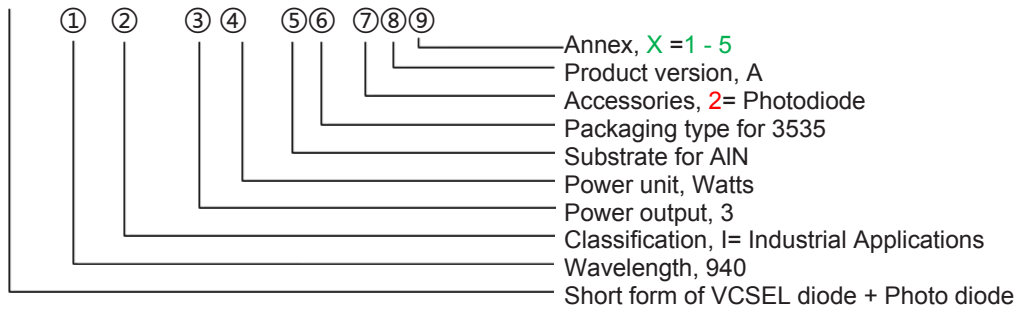 ① ② ③ ④ ⑤⑥ ⑦⑧⑨
Annex, X =1 - 5
Product version, A
Accessories, 2= Photodiode
Packaging type for 3535
Substrate for AlN
Power unit, Watts
Power output, 3
Classification, I= Industrial Applications
Wavelength, 940
Short form of VCSEL diode + Photo diode